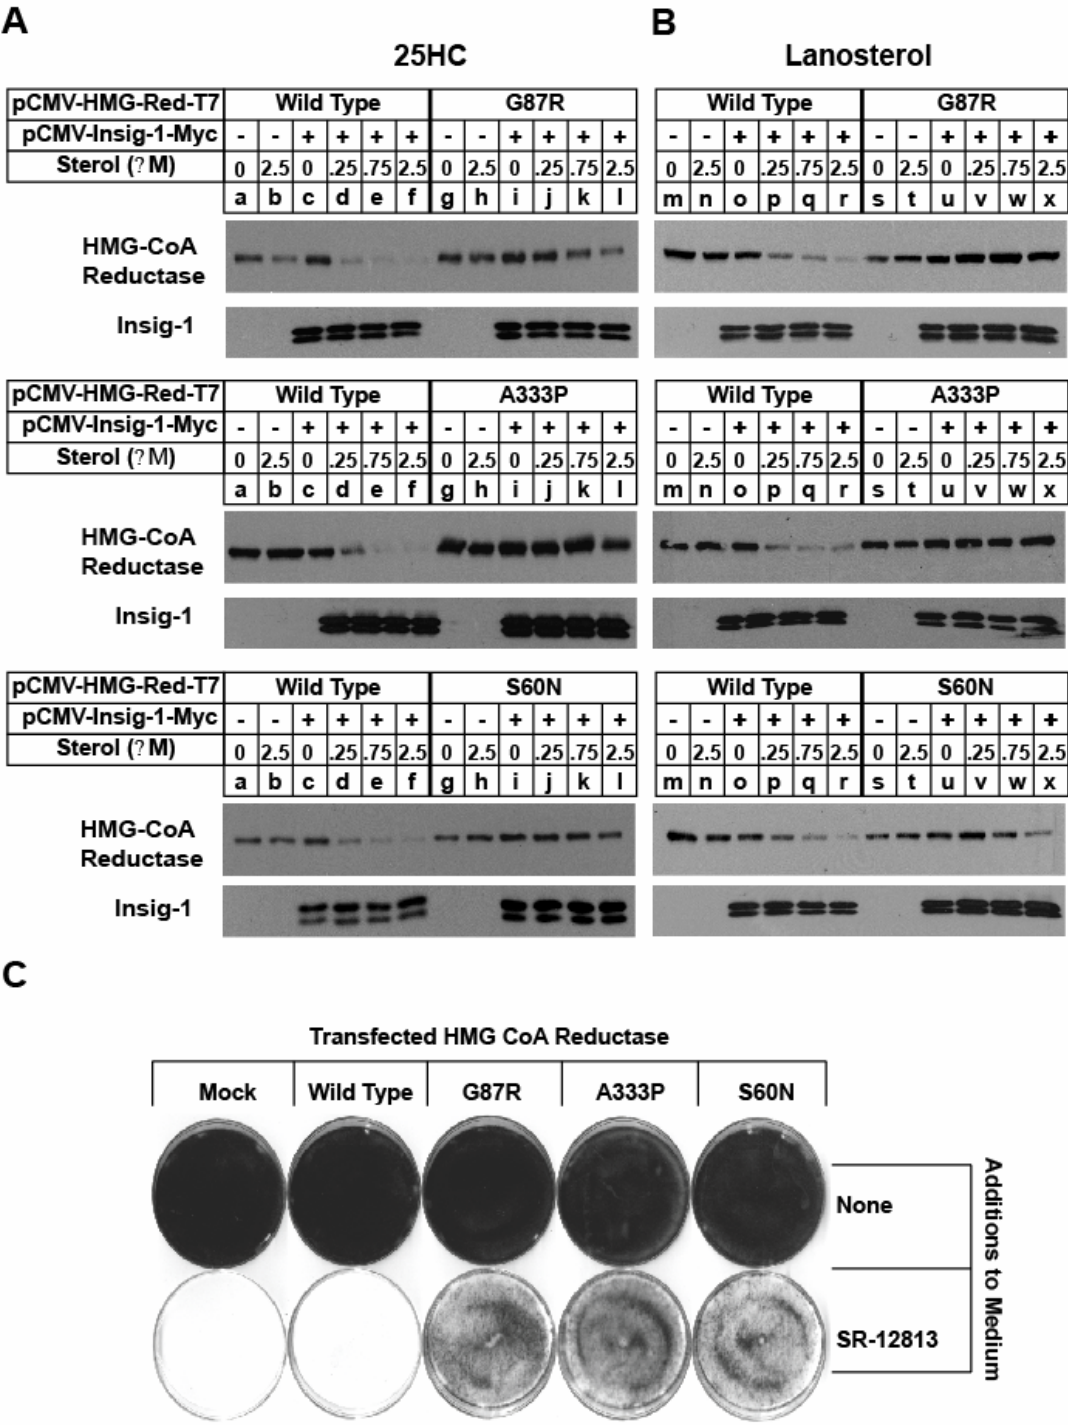 A
B
25HC
Lanosterol
pCMV-HMG-Red-T7 Wild Type G87R Wild Type G87R
pCMV-Insig-1-Myc - - + + + + - - + + + + - - + + + + - - + + + +
Sterol (?M) 0 2.5 0 .25 .75 2.5 0 2.5 0 .25 .75 2.5 0 2.5 0 .25 .75 2.5 0 2.5 0 .25 .75 2.5
a b c d e f g h i j k l m n o p q r s t u v w x
HMG-CoA
Reductase
Insig-1
pCMV-HMG-Red-T7 Wild Type A333P Wild Type A333P
pCMV-Insig-1-Myc - - + + + + - - + + + + - - + + + + - - + + + +
Sterol (?M) 0 2.5 0 .25 .75 2.5 0 2.5 0 .25 .75 2.5 0 2.5 0 .25 .75 2.5 0 2.5 0 .25 .75 2.5
a b c d e f g h i j k l m n o p q r s t u v w x
HMG-CoA
Reductase
Insig-1
pCMV-HMG-Red-T7 Wild Type S60N Wild Type S60N
pCMV-Insig-1-Myc - - + + + + - - + + + + - - + + + + - - + + + +
Sterol (?M) 0 2.5 0 .25 .75 2.5 0 2.5 0 .25 .75 2.5 0 2.5 0 .25 .75 2.5 0 2.5 0 .25 .75 2.5
a b c d e f g h i j k l m n o p q r s t u v w x
HMG-CoA
Reductase
Insig-1
C
Transfected HMG CoA Reductase
Mock Wild Type G87R A333P S60N
None
SR-12813
Additions to Medium